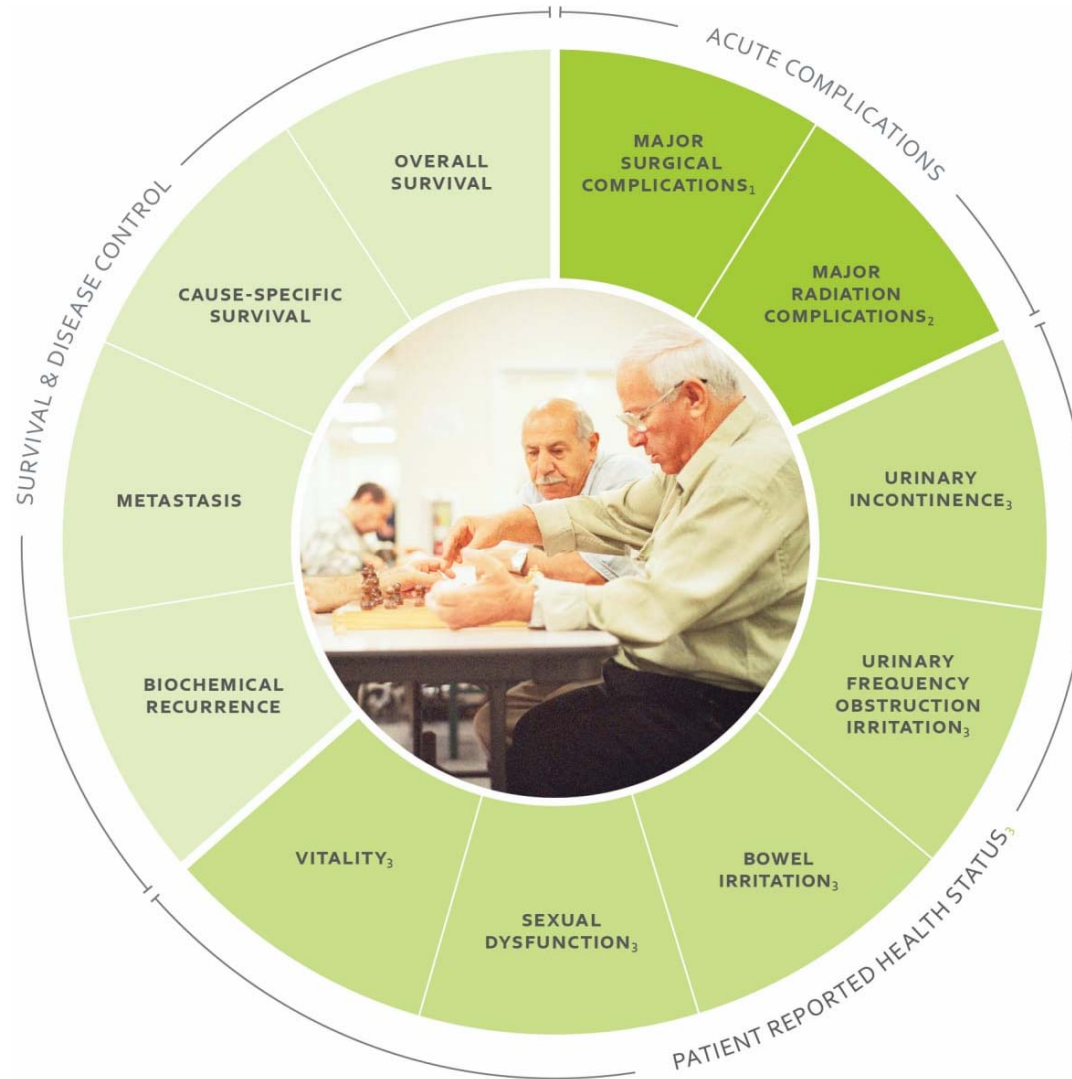 ACUTE COMPLICATIONS
MAJOR
SURGICAL
COMPLICATIONS₁
MAJOR
RADIATION
COMPLICATIONS₂
PATIENT REPORTED HEALTH STATUS₃
URINARY
INCONTINENCE₃
URINARY
FREQUENCY
OBSTRUCTION
IRRITATION₃
BOWEL
IRRITATION₃
SEXUAL
DYSFUNCTION₃
VITALITY₃
SURVIVAL & DISEASE CONTROL
BIOCHEMICAL
RECURRENCE
METASTASIS
CAUSE-SPECIFIC
SURVIVAL
OVERALL
SURVIVAL